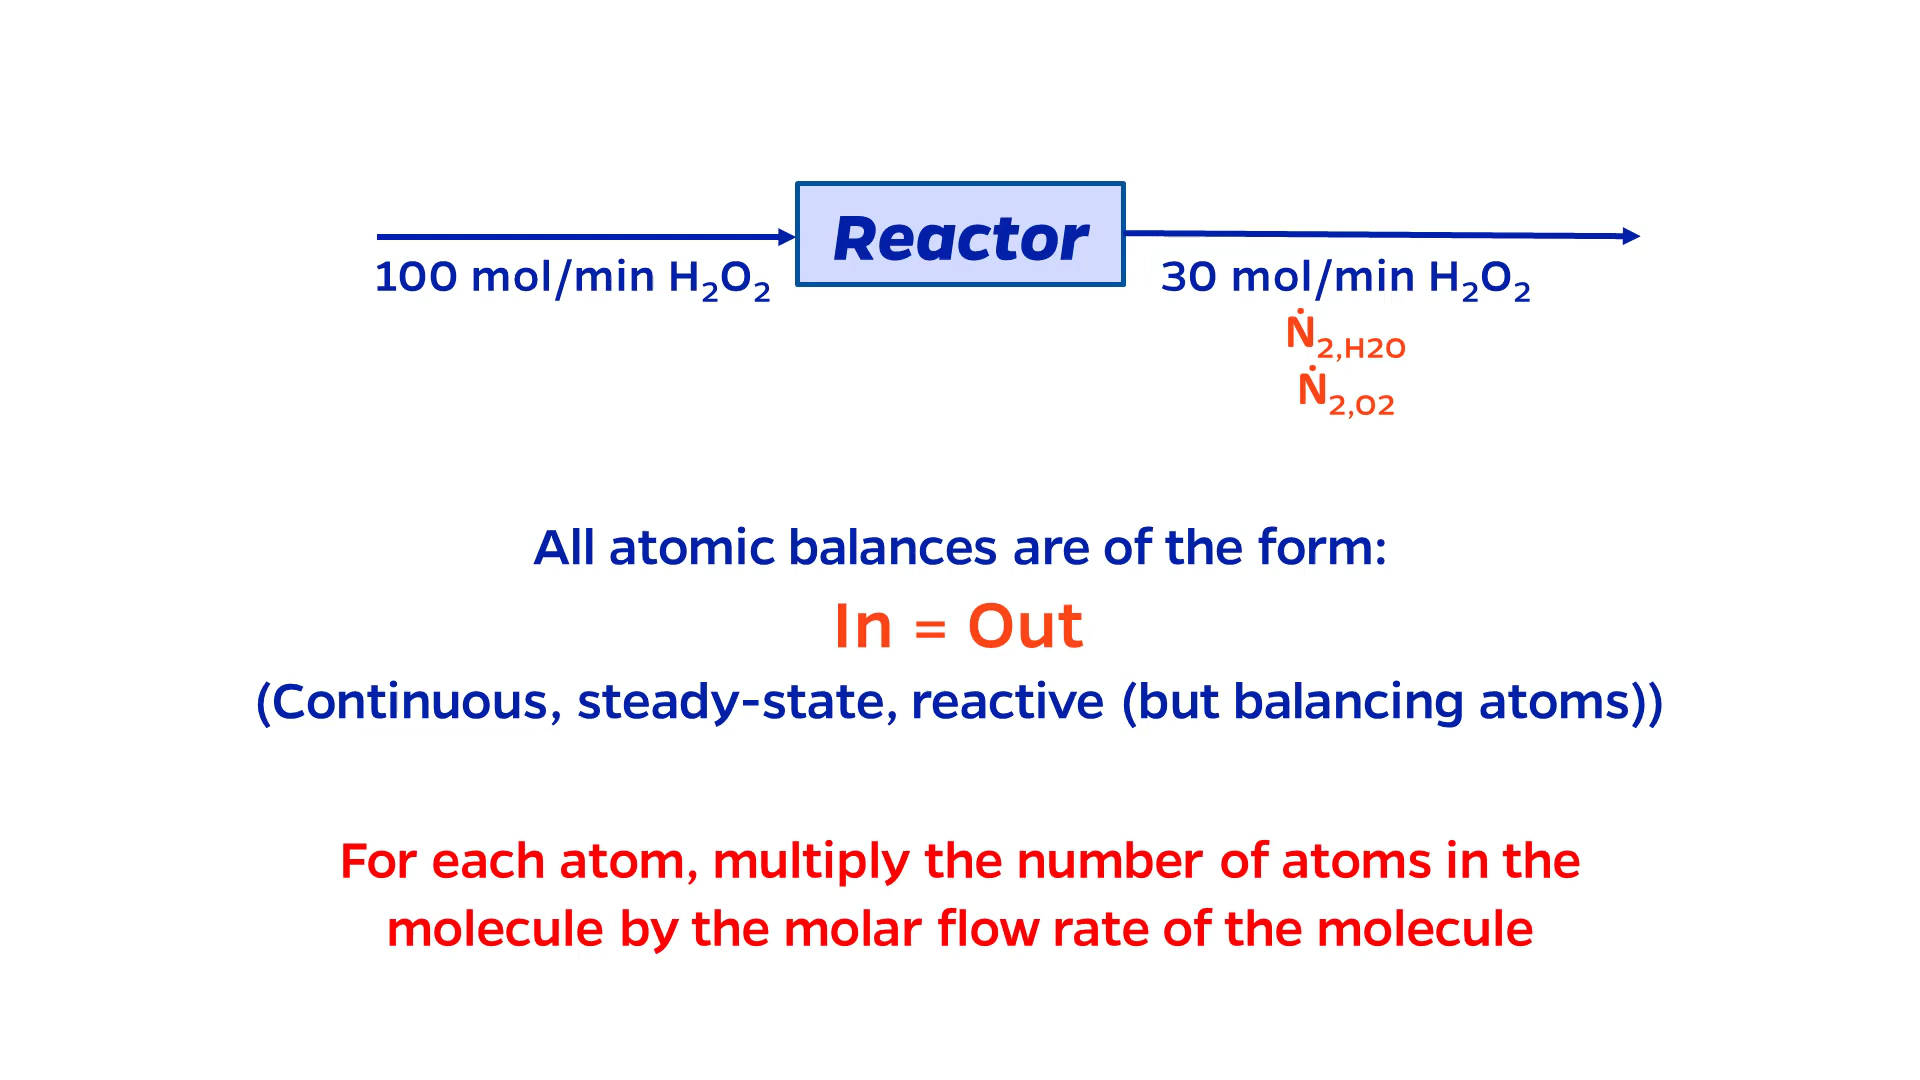 Reactor
100 mol/min H₂O₂
30 mol/min H₂O₂
Ṅ₂,H2O
Ṅ₂,O2
All atomic balances are of the form:
In = Out
(Continuous, steady-state, reactive (but balancing atoms))
For each atom, multiply the number of atoms in the
molecule by the molar flow rate of the molecule